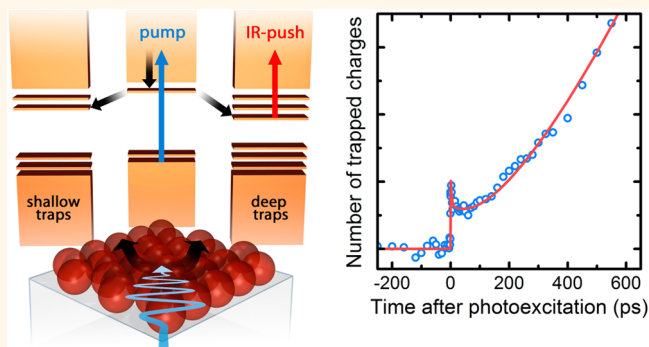 pump
IR-push
shallow
traps
deep
traps
Number of trapped charges
-200
0
200
400
600
Time after photoexcitation (ps)